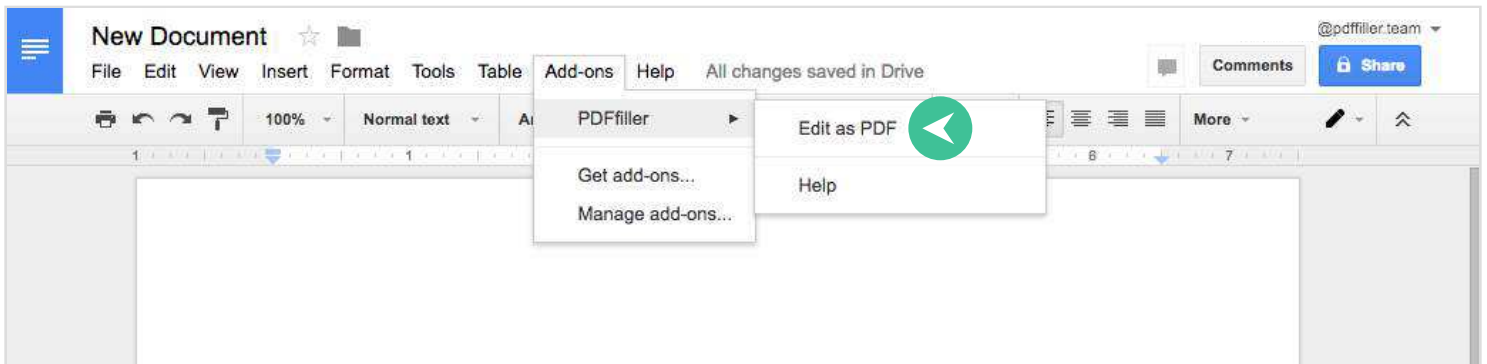 New Document
@pdffiller.team
File Edit View Insert Format Tools Table Add-ons Help All changes saved in Drive
Comments
Share
100% Normal text
PDFfiller
Edit as PDF
More
1 1 6 7
Get add-ons...
Help
Manage add-ons...